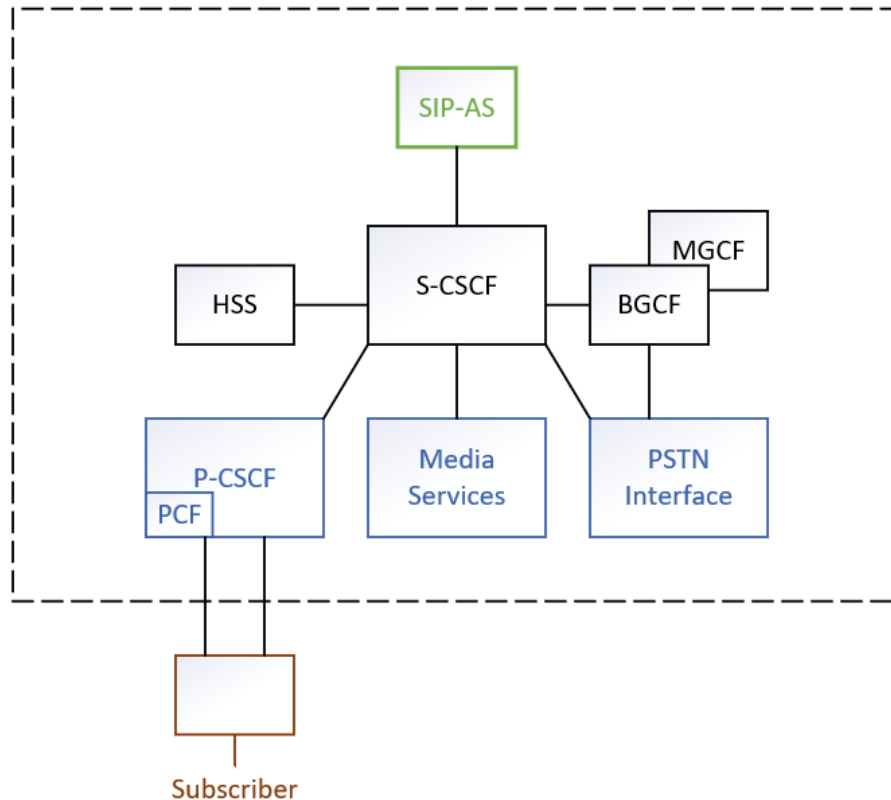 SIP-AS
MGCF
S-CSCF
HSS
BGCF
P-CSCF
PCF
Media
Services
PSTN
Interface
Subscriber